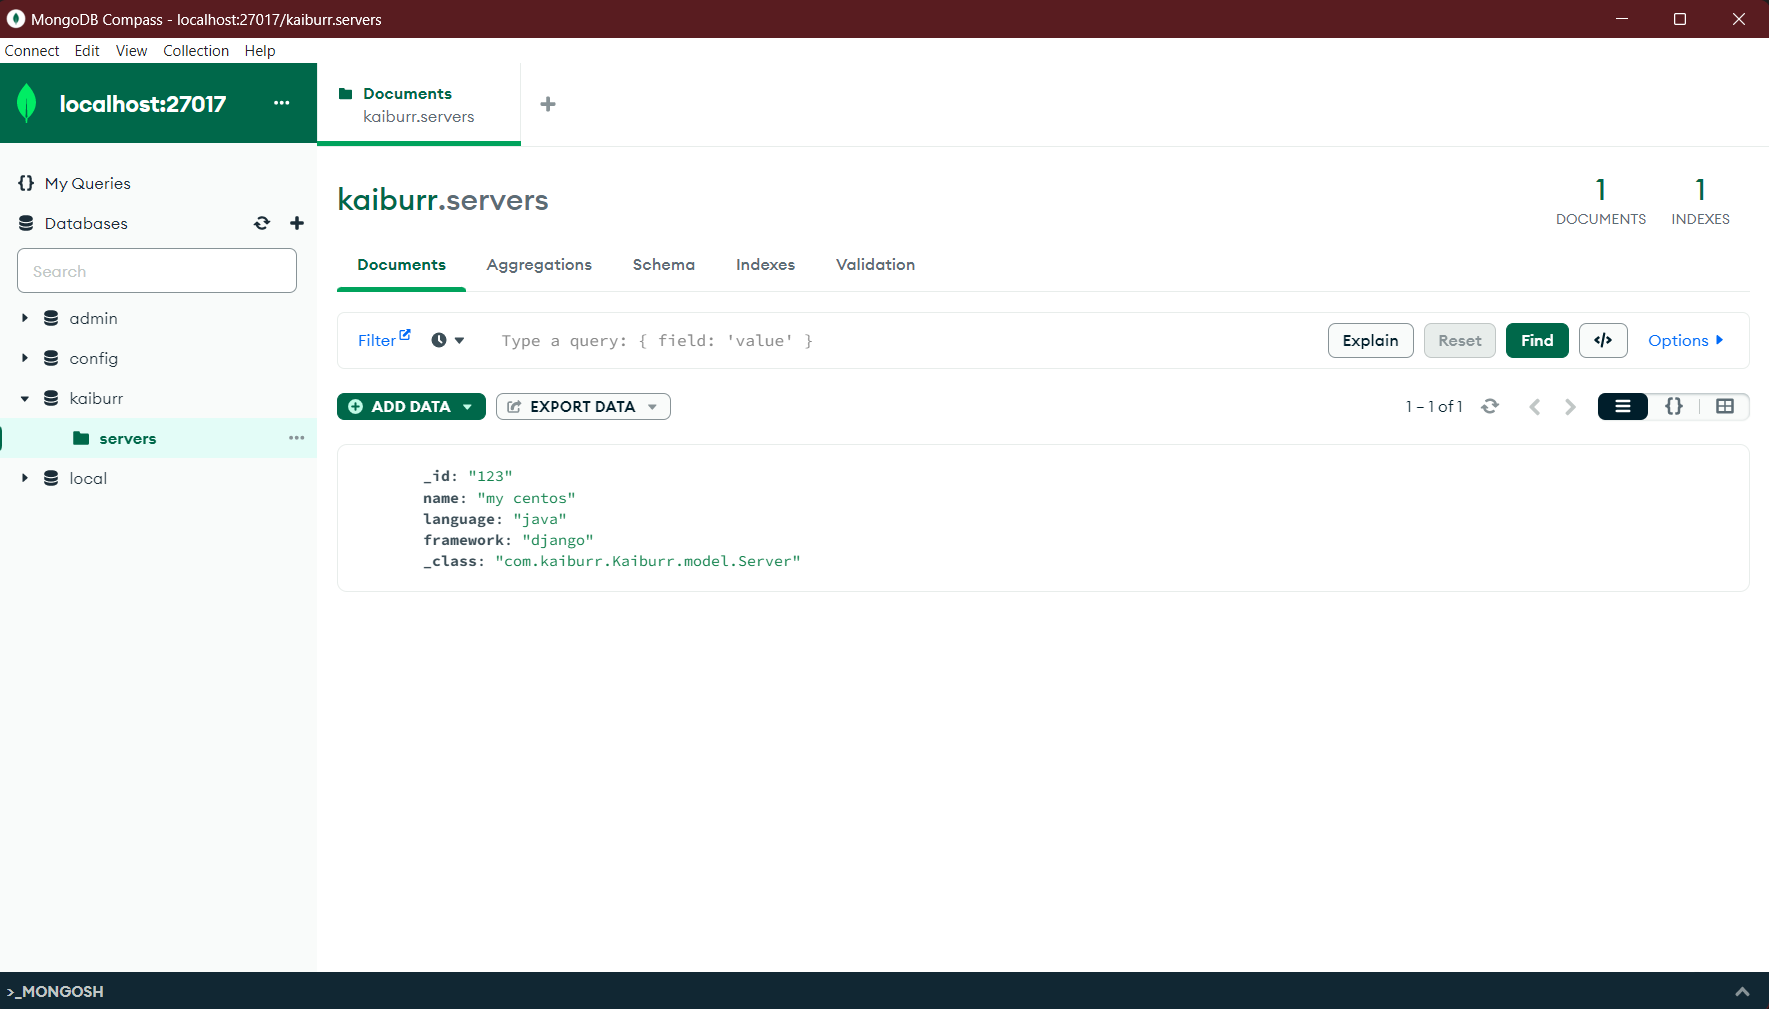 MongoDB Compass - localhost:27017/kaiburr.servers
Connect Edit View Collection Help
localhost:27017
Documents
kaiburr.servers
{} My Queries
Databases
Search
admin
config
kaiburr
servers
local
kaiburr.servers
1 DOCUMENTS
1 INDEXES
Documents Aggregations Schema Indexes Validation
Filter Type a query: { field: 'value' } Explain Reset Find </> Options
ADD DATA EXPORT DATA 1 – 1 of 1 {}
_id: "123"
name: "my centos"
language: "java"
framework: "django"
_class: "com.kaiburr.Kaiburr.model.Server"
>_MONGOSH